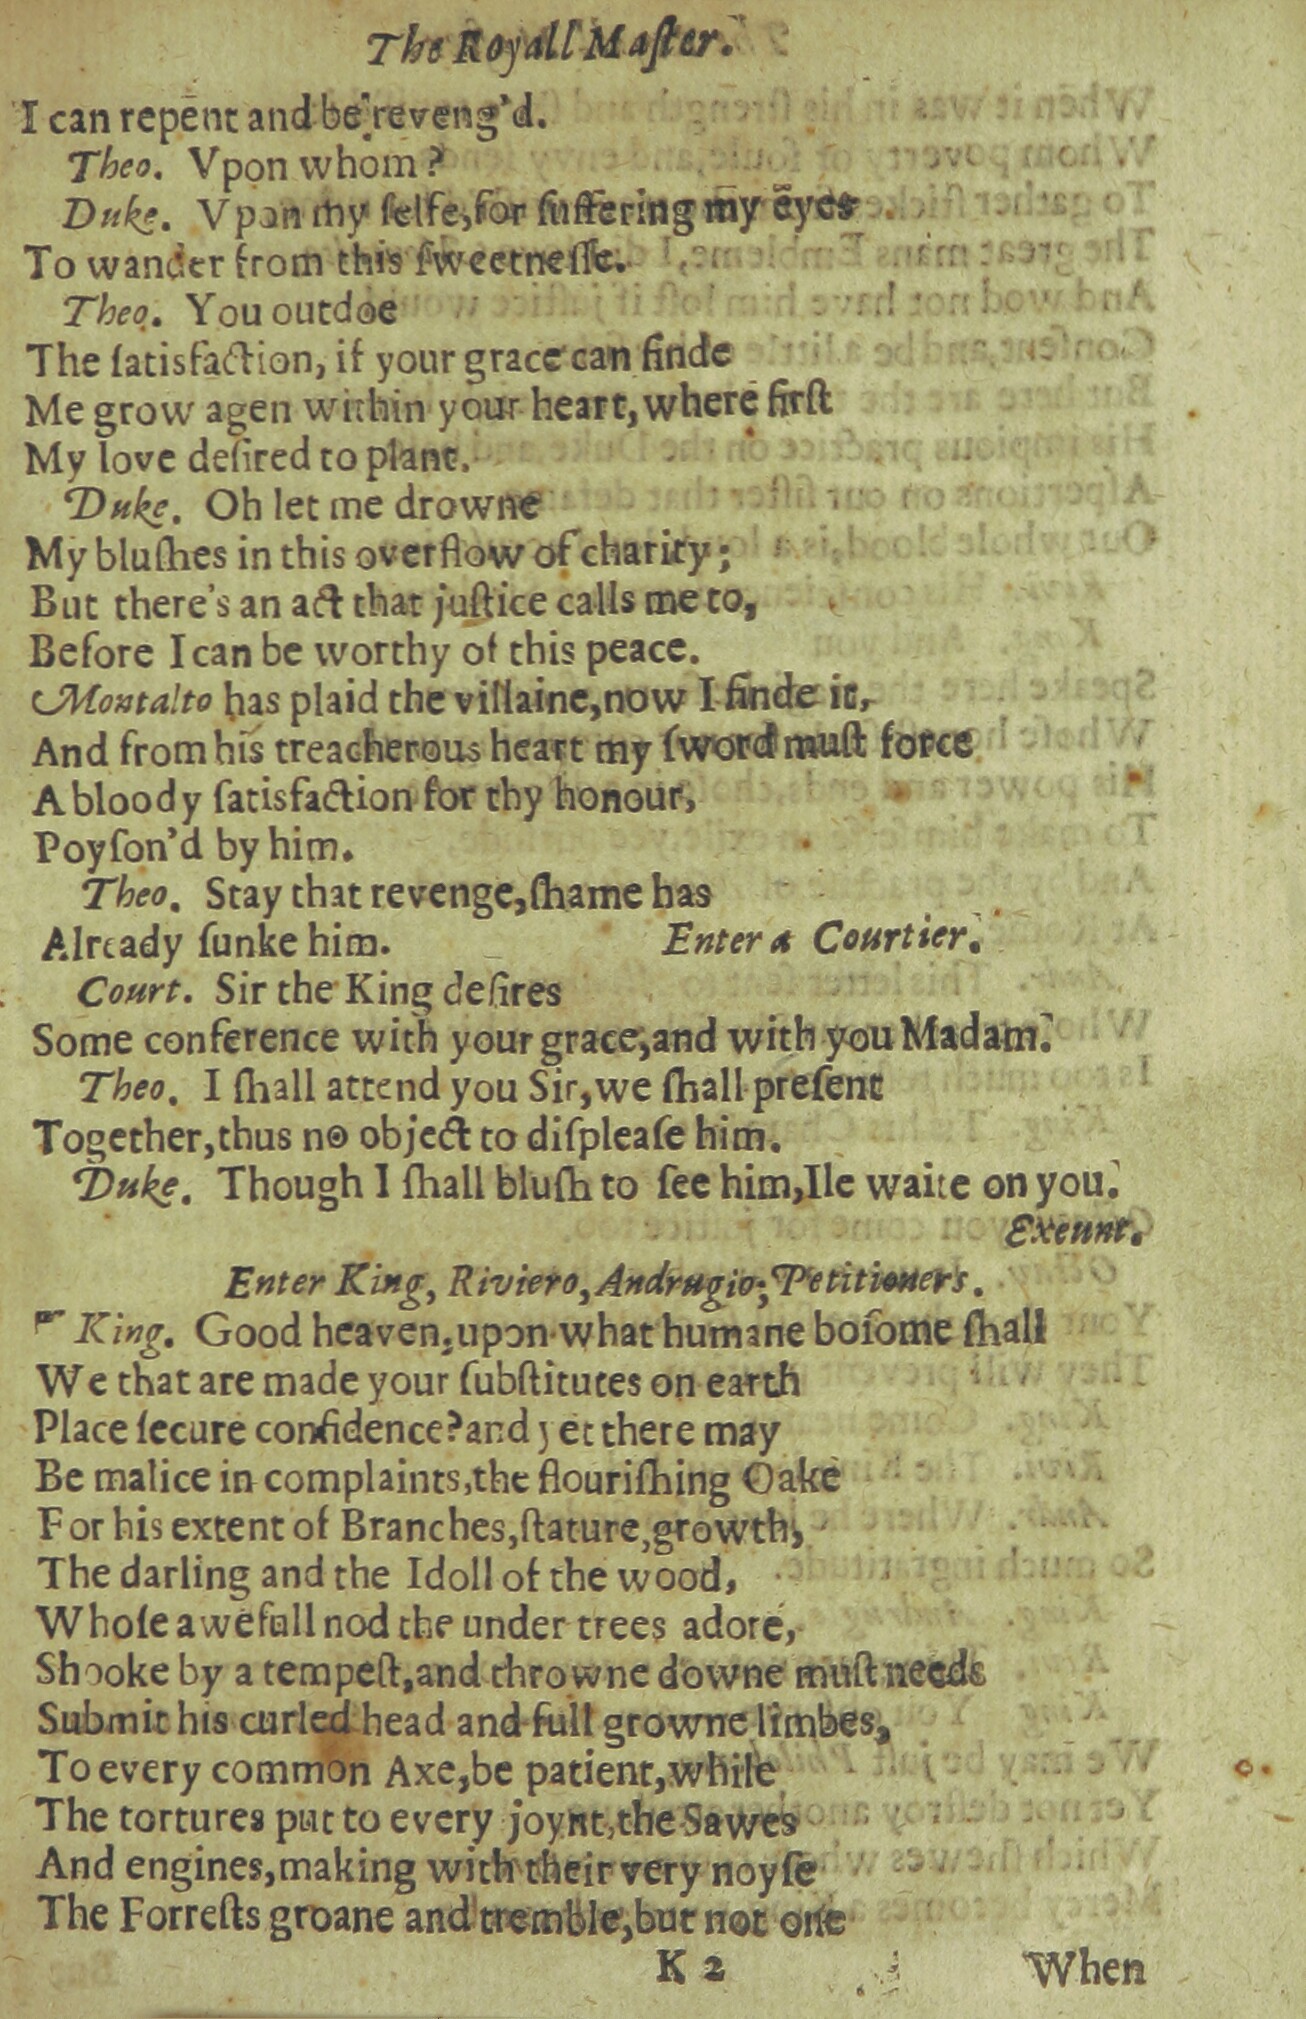 The Royall Maſter.
I can repent and be reveng'd.
Theo. Vpon whom?
Duke. Vpon my ſelfe, for ſuffering my eyes
To wander from this ſweetneſſe.
Theo. You outdoe
The ſatisfaction, if your grace can finde
Me grow agen within your heart, where firſt
My love deſired to plant.
Duke. Oh let me drowne
My bluſhes in this overflow of charity;
But there's an act that juſtice calls me to,
Before I can be worthy of this peace.
Montalto has plaid the villaine, now I finde it,
And from his treacherous heart my ſword muſt force
A bloody ſatisfaction for thy honour,
Poyſon'd by him.
Theo. Stay that revenge, ſhame has
Already ſunke him. Enter a Courtier.
Court. Sir the King deſires
Some conference with your grace, and with you Madam.
Theo. I ſhall attend you Sir, we ſhall preſent
Together, thus no object to diſpleaſe him.
Duke. Though I ſhall bluſh to ſee him, Ile waite on you.
Exeunt.
Enter King, Riviero, Andrugio, Petitioners.
King. Good heaven, upon what humane boſome ſhall
We that are made your ſubſtitutes on earth
Place ſecure confidence? and yet there may
Be malice in complaints, the flouriſhing Oake
For his extent of Branches, ſtature, growth,
The darling and the Idoll of the wood,
Whoſe awefull nod the under trees adore,
Shooke by a tempeſt, and throwne downe muſt needs
Submit his curled head and full growne limbes,
To every common Axe, be patient, while
The tortures put to every joynt, the Sawes
And engines, making with their very noyſe
The Forreſts groane and tremble, but not one
K 2 When